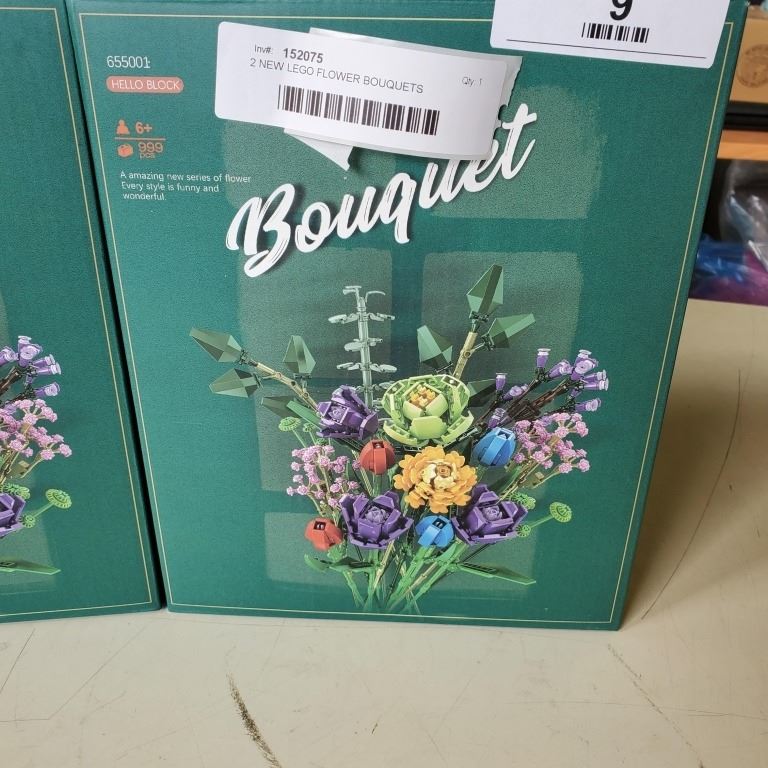 9
Inv#: 152075
2 NEW LEGO FLOWER BOUQUETS
Qty: 1
655001
HELLO BLOCK
6+
999
pcs
A amazing new series of flower
Every style is funny and
wonderful.
Bouquet